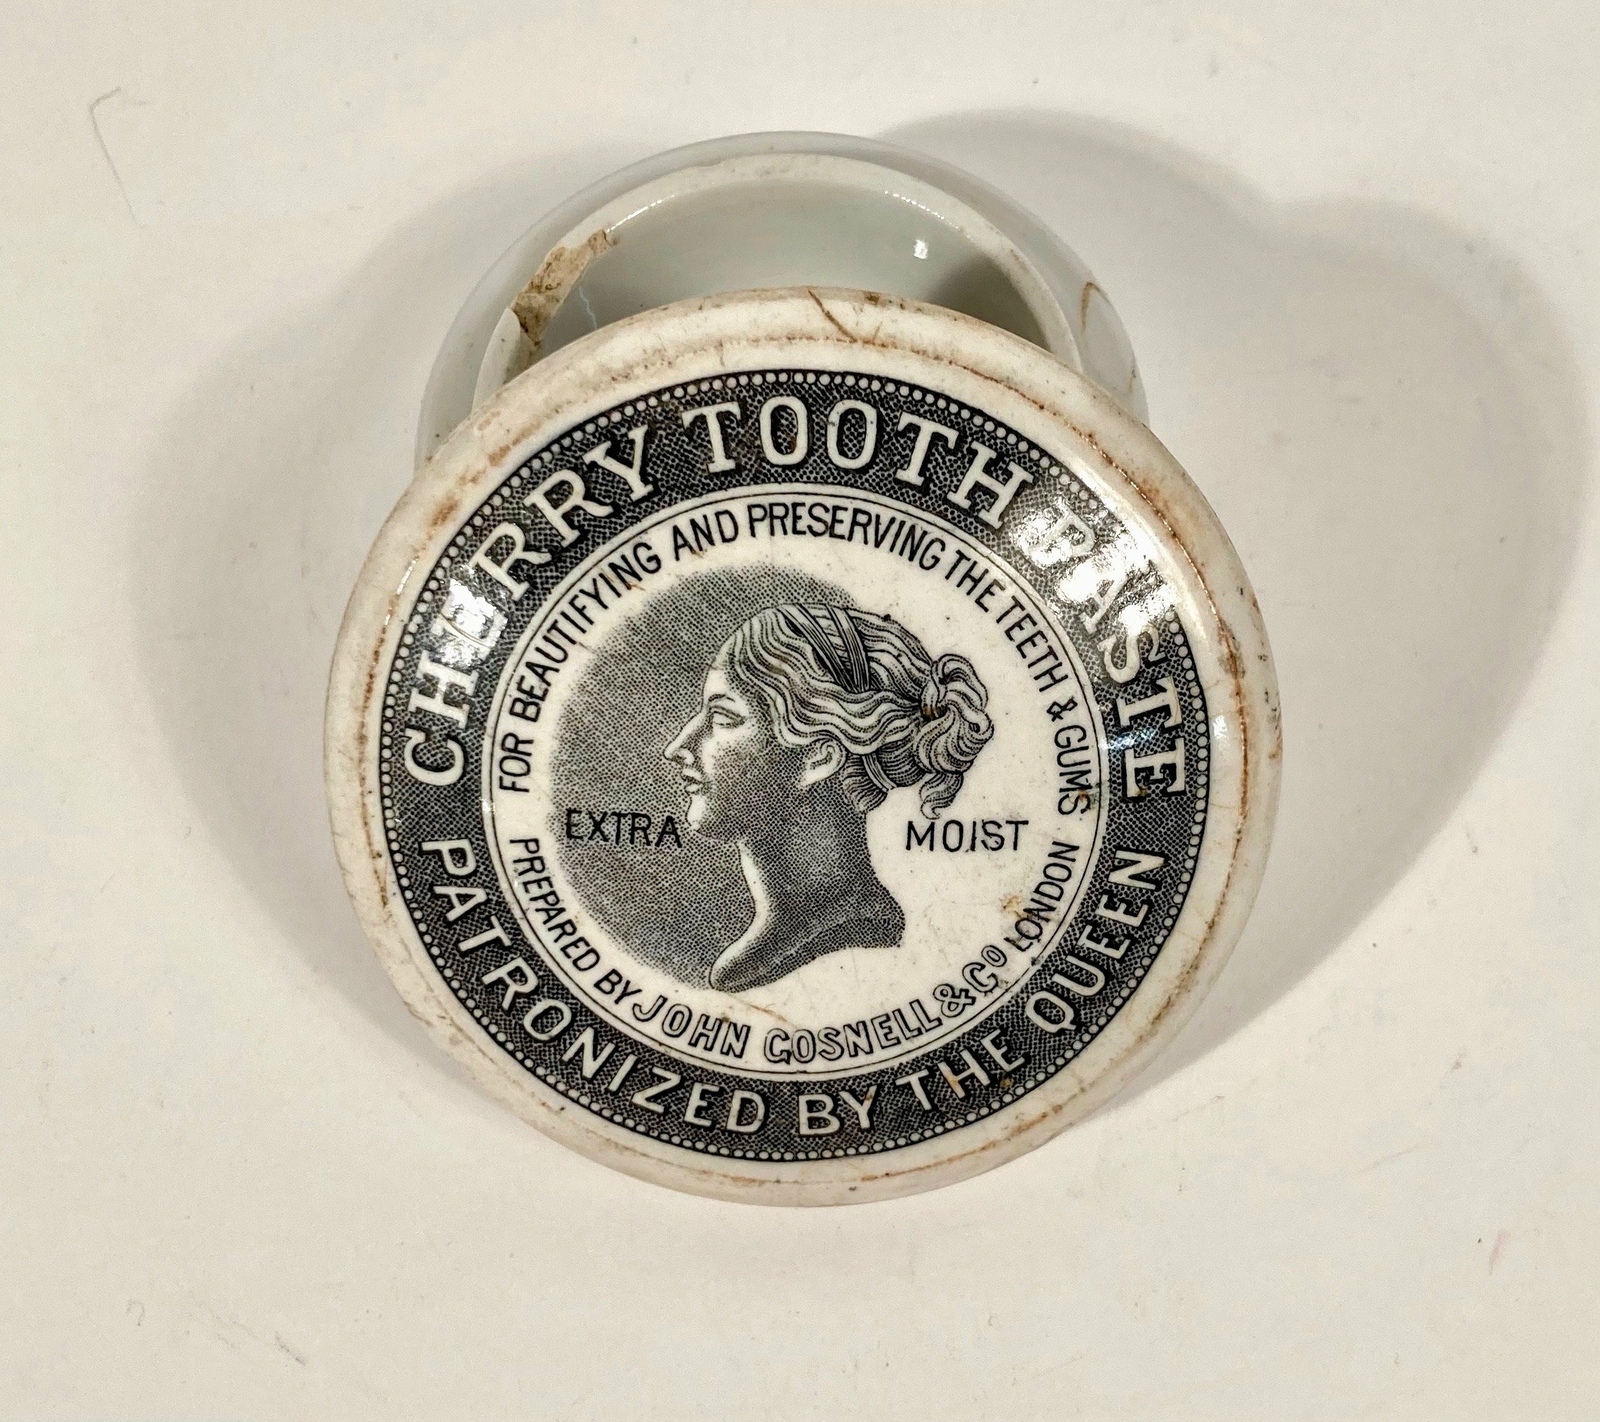 CHERRY TOOTH PASTE
PATRONIZED BY THE QUEEN
FOR BEAUTIFYING AND PRESERVING THE TEETH & GUMS
PREPARED BY JOHN GOSNELL & Co LONDON
EXTRA MOIST